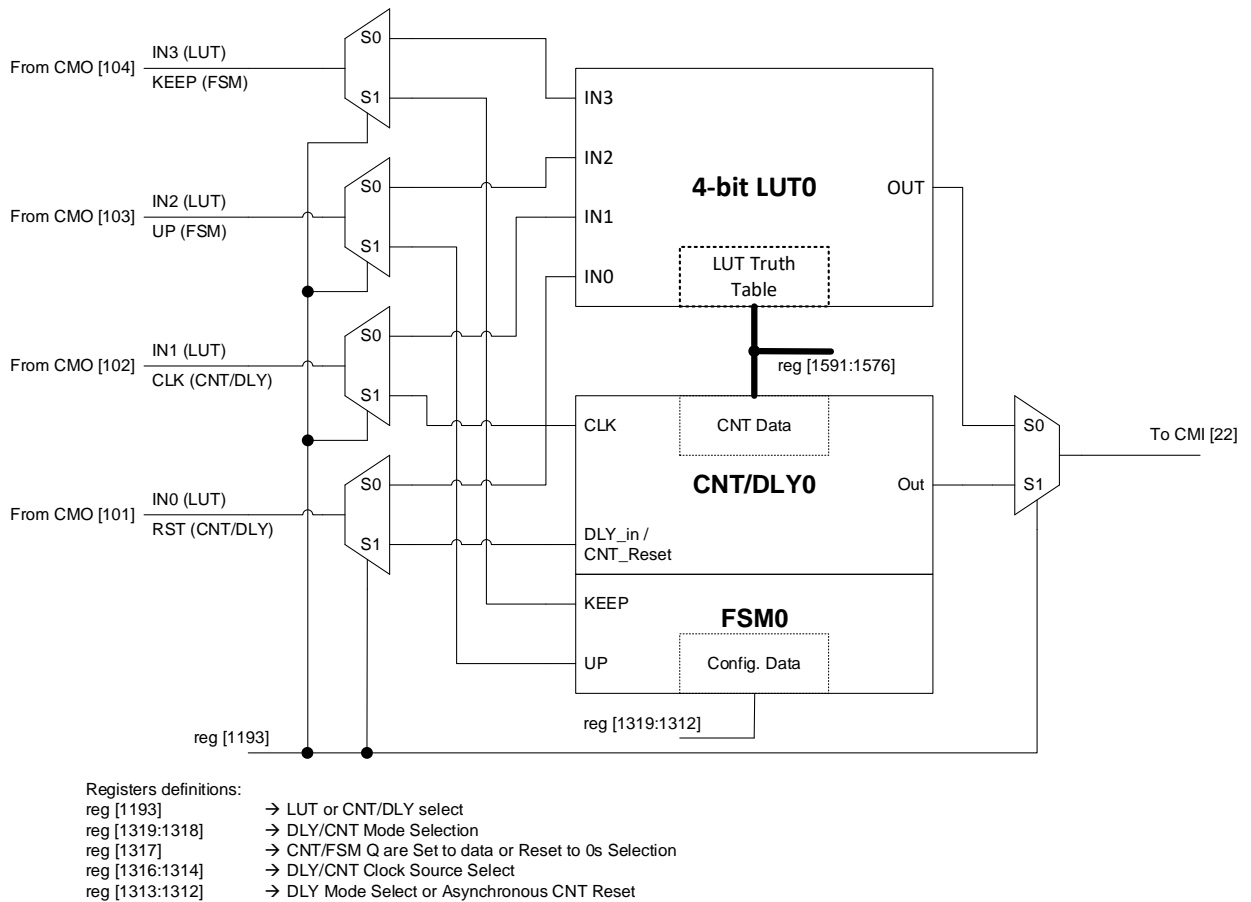 S0
IN3 (LUT)
From CMO [104]
KEEP (FSM)
S1
IN3
IN2
S0
4-bit LUT0
OUT
IN2 (LUT)
From CMO [103]
IN1
UP (FSM)
S1
LUT Truth
Table
IN0
S0
IN1 (LUT)
From CMO [102]
reg [1591:1576]
CLK (CNT/DLY)
S1
CLK
CNT Data
S0
To CMI [22]
S0
CNT/DLY0
Out
S1
IN0 (LUT)
From CMO [101]
RST (CNT/DLY)
S1
DLY_in /
CNT_Reset
KEEP
FSM0
UP
Config. Data
reg [1319:1312]
reg [1193]
Registers definitions:
reg [1193] → LUT or CNT/DLY select
reg [1319:1318] → DLY/CNT Mode Selection
reg [1317] → CNT/FSM Q are Set to data or Reset to 0s Selection
reg [1316:1314] → DLY/CNT Clock Source Select
reg [1313:1312] → DLY Mode Select or Asynchronous CNT Reset